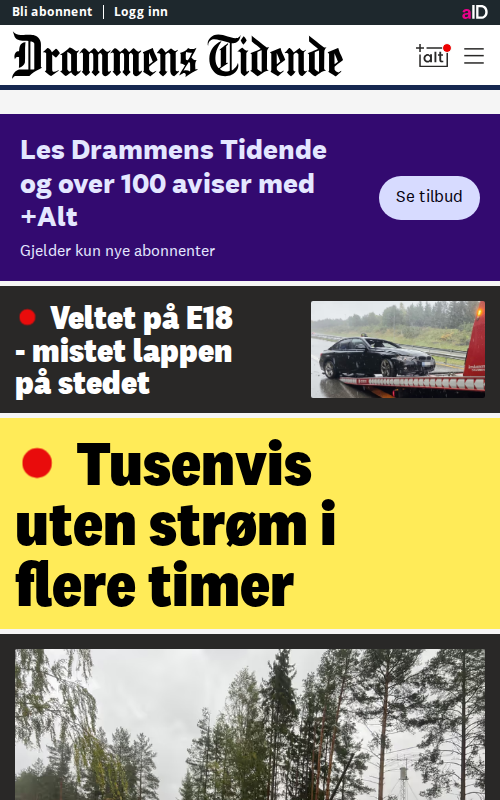 Bli abonnent | Logg inn
aID
Drammens Tidende
+alt
Les Drammens Tidende
og over 100 aviser med
+Alt
Se tilbud
Gjelder kun nye abonnenter
Veltet på E18
- mistet lappen
på stedet
Tusenvis
uten strøm i
flere timer